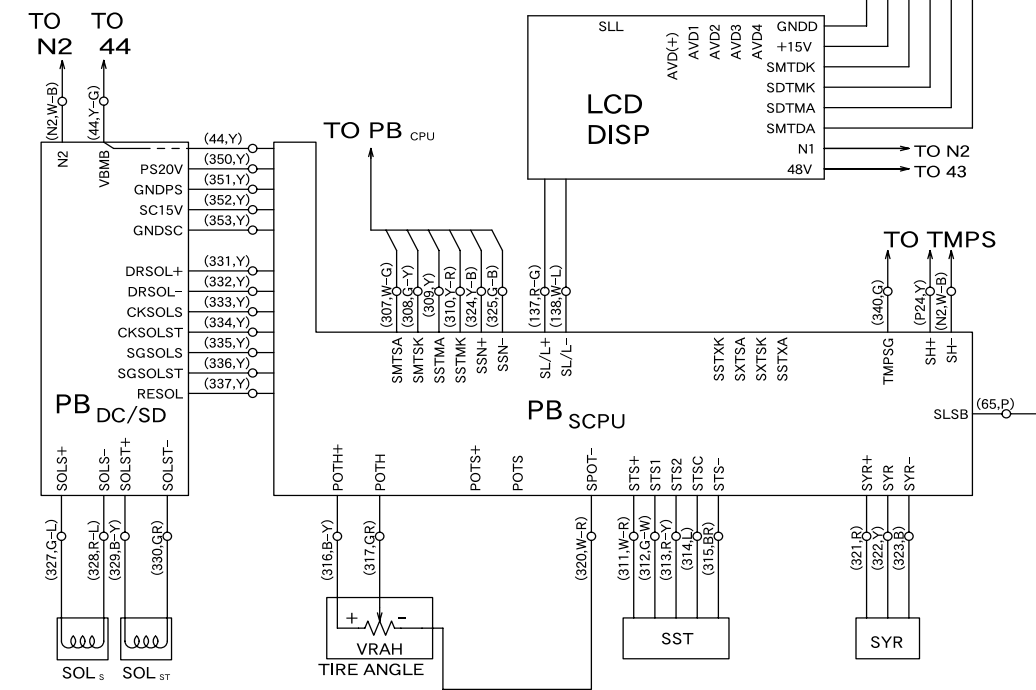 TO N2
TO 44
(N2,W-B)
(44,Y-G)
N2
VBMB
(44,Y)
PS20V (350,Y)
GNDPS (351,Y)
SC15V (352,Y)
GNDSC (353,Y)
DRSOL+ (331,Y)
DRSOL- (332,Y)
CKSOLS (333,Y)
CKSOLST (334,Y)
SGSOLS (335,Y)
SGSOLST (336,Y)
RESOL (337,Y)
PB DC/SD
SOLS+
SOLS-
SOLST+
SOLST-
(327,G-L)
(328,R-L)
(329,B-Y)
(330,GR)
SOL S
SOL ST
TO PB CPU
(307,W-G)
(308,G-Y)
(309,Y)
(310,Y-R)
(324,Y-B)
(325,G-B)
SMTSA
SMTSK
SSTMA
SSTMK
SSN+
SSN-
SLL
AVD(+)
AVD1
AVD2
AVD3
AVD4
LCD
DISP
GNDD
+15V
SMTDK
SDTMK
SDTMA
SMTDA
N1 TO N2
48V TO 43
(137,R-G)
(138,W-L)
SL/L+
SL/L-
TO TMPS
(340,G)
(P24,Y)
(N2,W-B)
SSTXK
SXTSA
SXTSK
SSTXA
TMPSG
SH+
SH-
PB SCPU
SLSB (65,P)
POTH+
POTH
POTS+
POTS
SPOT-
STS+
STS1
STS2
STSC
STS-
SYR+
SYR
SYR-
(316,B-Y)
(317,GR)
(320,W-R)
(311,W-R)
(312,G-W)
(313,R-Y)
(314,L)
(315,BR)
(321,R)
(322,Y)
(323,B)
+ -
VRAH
TIRE ANGLE
SST
SYR